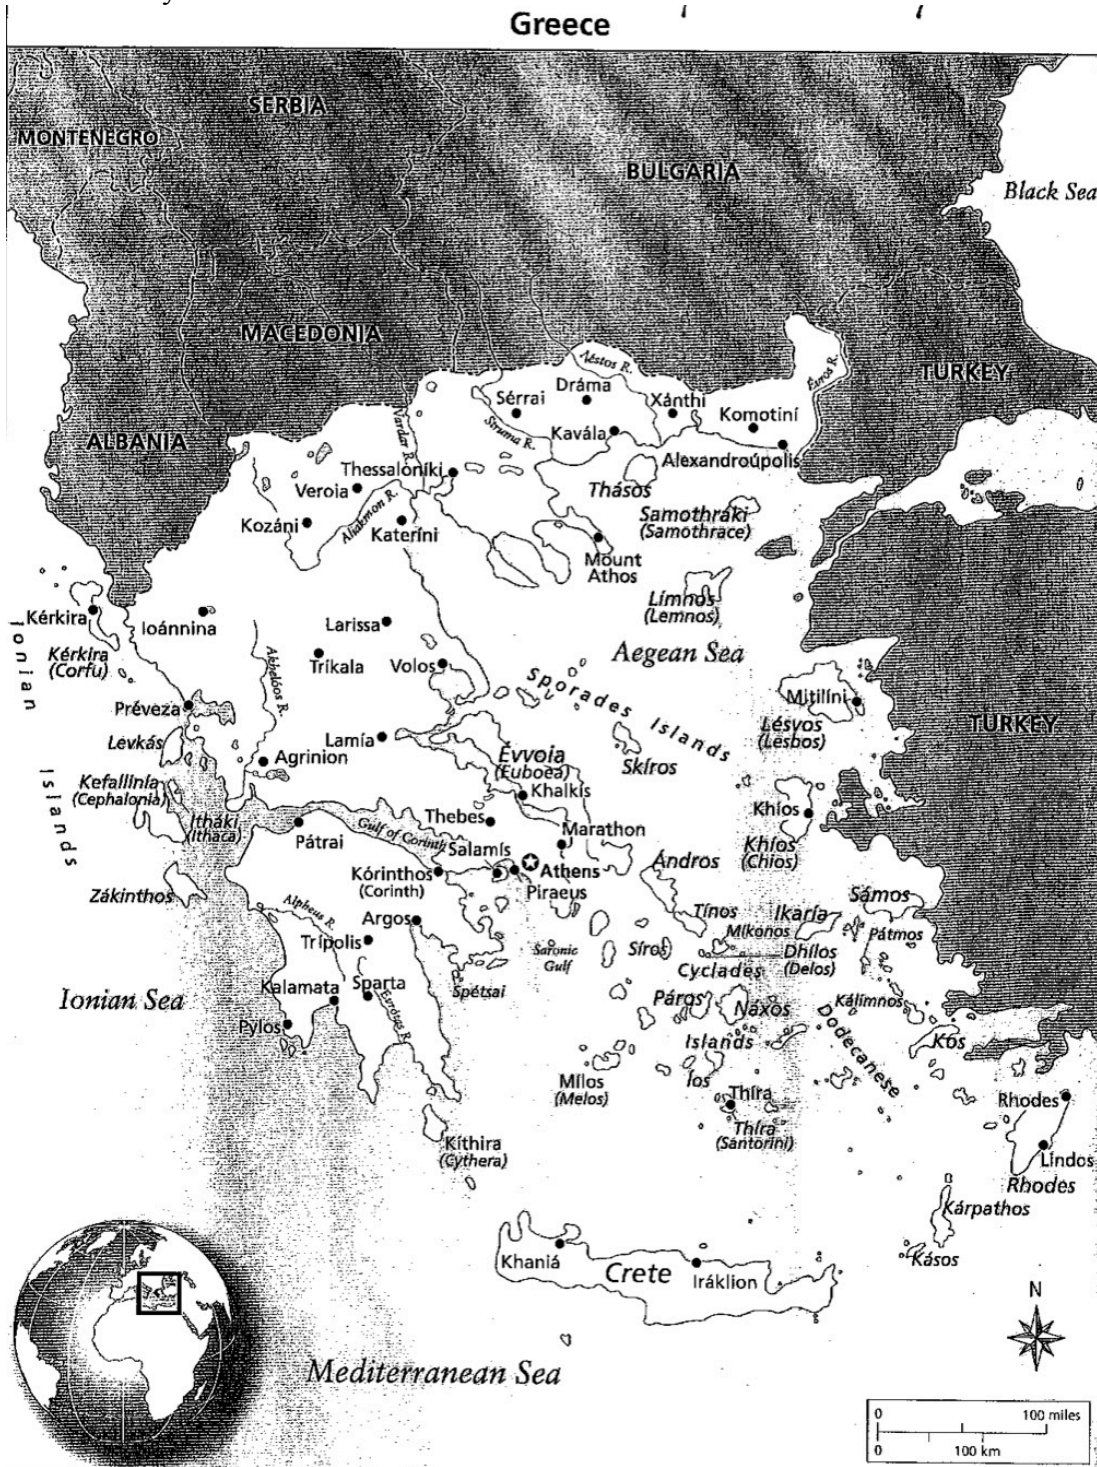 Greece
SERBIA
MONTENEGRO
BULGARIA
Black Sea
MACEDONIA
TURKEY
ALBANIA
Aéstos R.
Évros R.
Dráma
Sérrai
Xánthi
Komotiní
Struma R.
Vardar R.
Kavála
Alexandroúpolis
Thessaloníki
Veroia
Thásos
Samothráki
(Samothrace)
Kozáni
Aliakmon R.
Kateríni
Mount
Athos
Límnos
(Lemnos)
Kérkira
Ioánnina
Larissa
Kérkira
(Corfu)
Ionian
Islands
Tríkala
Volos
Akhelóos R.
Aegean Sea
Sporades Islands
Mitilíni
Préveza
Lésvos
(Lesbos)
TURKEY
Levkás
Lamía
Agrinion
Évvoia
(Euboea)
Skíros
Kefallinía
(Cephalonia)
Khalkís
Khíos
Itháki
(Ithaca)
Pátrai
Gulf of Corinth
Thebes
Marathon
Salamís
Khíos
(Chios)
Ándros
Kórinthos
(Corinth)
Athens
Piraeus
Zákinthos
Sámos
Alpheus R.
Argos
Tínos
Ikaría
Míkonos
Pátmos
Trípolis
Saronic
Gulf
Síros
Dhílos
(Delos)
Cyclades
Islands
Ionian Sea
Kalamata
Sparta
Spétsai
Páros
Náxos
Kálimnos
Dodecanese
Pylos
Evrótas R.
Kós
Mílos
(Melos)
Íos
Thíra
Thíra
(Santorini)
Rhodes
Líndos
Rhodes
Kíthira
(Cythera)
Kárpathos
Kásos
Khaniá
Crete
Iráklion
N
Mediterranean Sea
0 100 miles
0 100 km